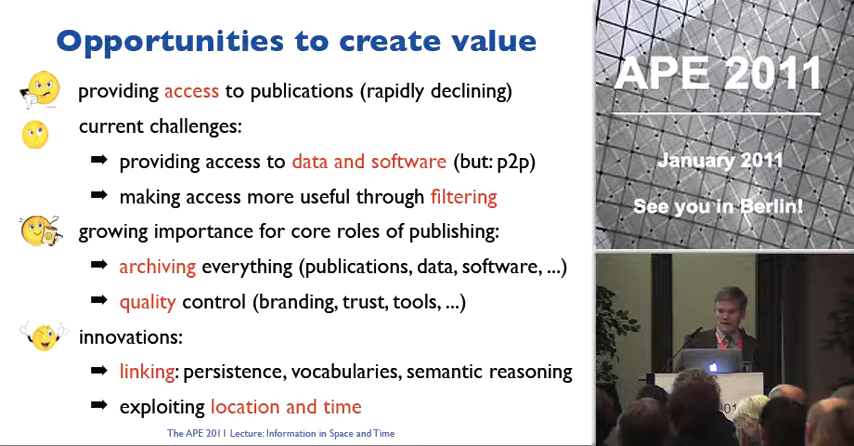 Opportunities to create value
providing access to publications (rapidly declining)
current challenges:
➡ providing access to data and software (but: p2p)
➡ making access more useful through filtering
growing importance for core roles of publishing:
➡ archiving everything (publications, data, software, ...)
➡ quality control (branding, trust, tools, ...)
innovations:
➡ linking: persistence, vocabularies, semantic reasoning
➡ exploiting location and time
The APE 2011 Lecture: Information in Space and Time
APE 2011
January 2011
See you in Berlin!